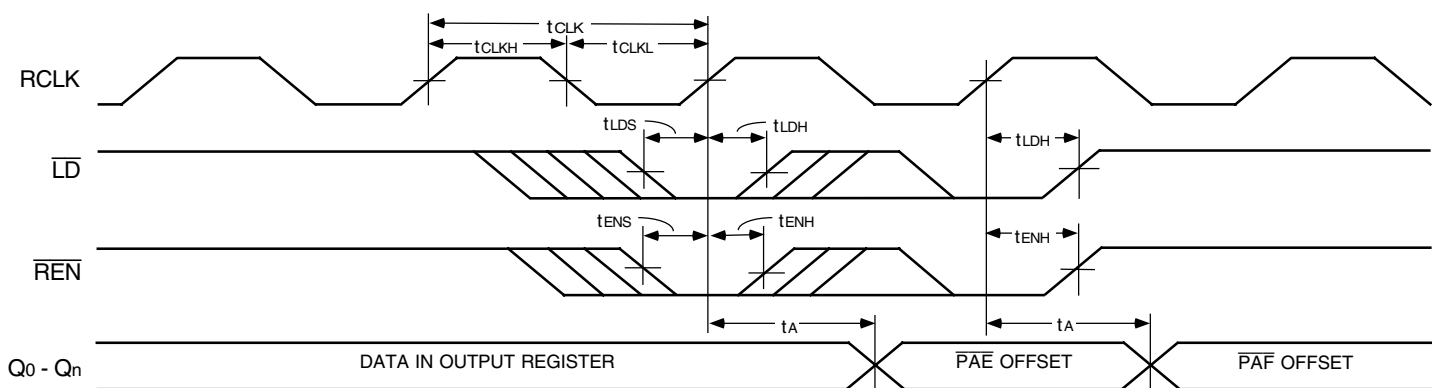 tCLK
tCLKH
tCLKL
RCLK
tLDS
tLDH
tLDH
LD
tENS
tENH
tENH
REN
tA
tA
Q0 - Qn
DATA IN OUTPUT REGISTER
PAE OFFSET
PAF OFFSET